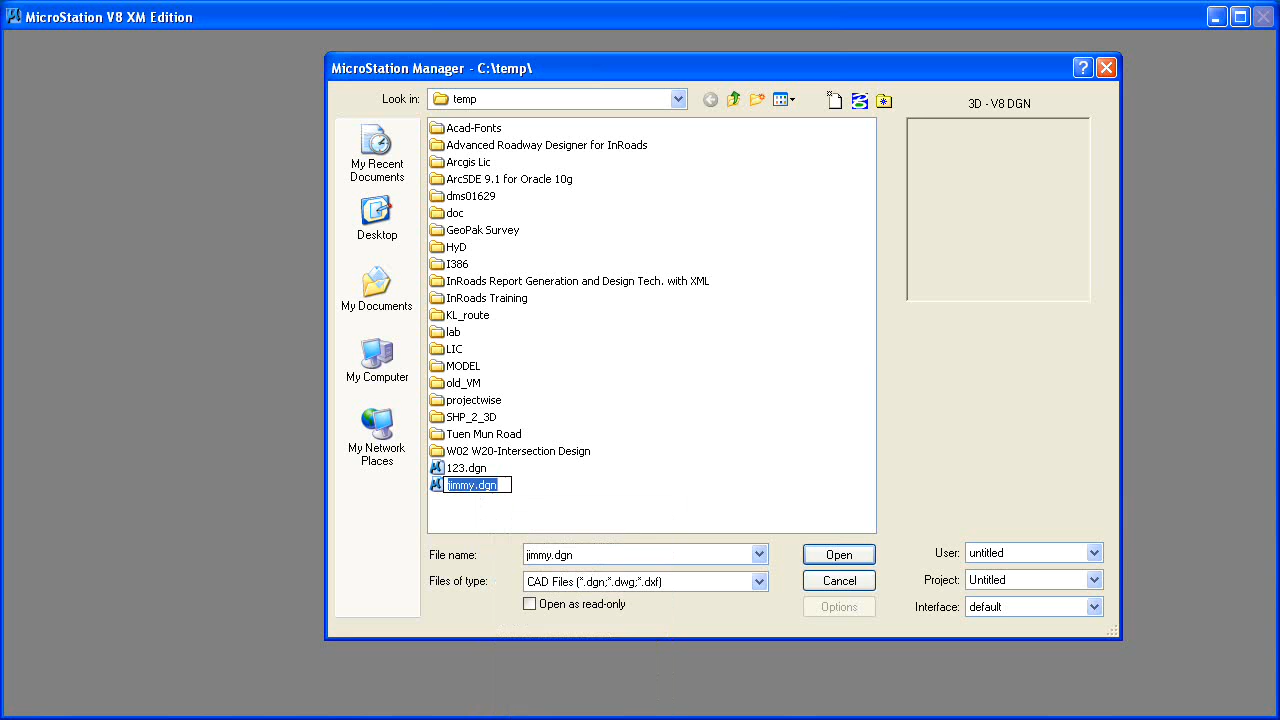 MicroStation V8 XM Edition
MicroStation Manager - C:\temp\
Look in: temp
3D - V8 DGN
My Recent
Documents
Desktop
My Documents
My Computer
My Network
Places
Acad-Fonts
Advanced Roadway Designer for InRoads
Arcgis Lic
ArcSDE 9.1 for Oracle 10g
dms01629
doc
GeoPak Survey
HyD
I386
InRoads Report Generation and Design Tech. with XML
InRoads Training
KL_route
lab
LIC
MODEL
old_VM
projectwise
SHP_2_3D
Tuen Mun Road
W02 W20-Intersection Design
123.dgn
jimmy.dgn
File name: jimmy.dgn Open
Files of type: CAD Files (*.dgn;*.dwg;*.dxf) Cancel
Open as read-only Options
User: untitled
Project: Untitled
Interface: default